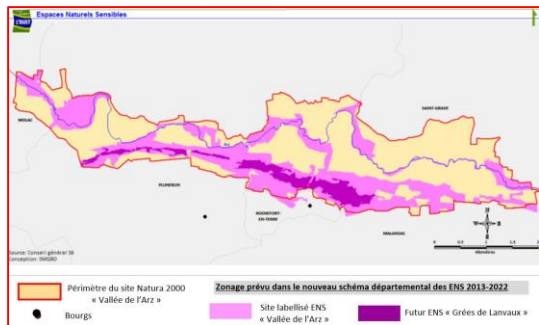 Espaces Naturels Sensibles
MOLAC
SAINT-GRAVE
Arz
PLUHERLIN
ROCHEFORT-
EN-TERRE
MALANSAC
N
S
Source: Conseil général 56
Kilomètres
Périmètre du site Natura 2000
« Vallée de l'Arz »
Bourgs
Zonage prévu dans le nouveau schéma départemental des ENS 2013-2022
Site labellisé ENS
« Vallée de l'Arz »
Futur ENS « Grées de Lanvaux »